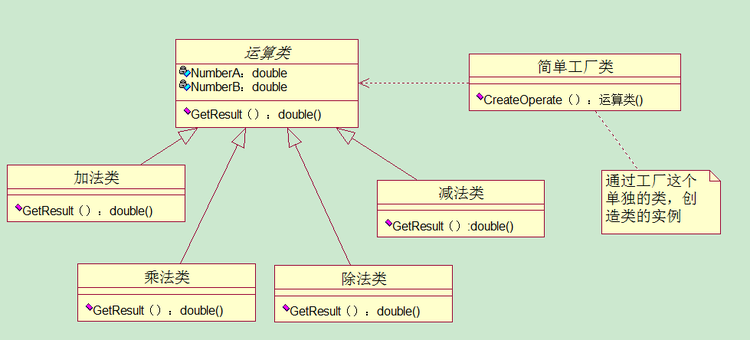 运算类
NumberA：double
NumberB：double
GetResult（）：double()
简单工厂类
CreateOperate（）：运算类()
通过工厂这个
单独的类，创
造类的实例
加法类
GetResult（）：double()
减法类
GetResult（）:double()
乘法类
GetResult（）：double()
除法类
GetResult（）：double()